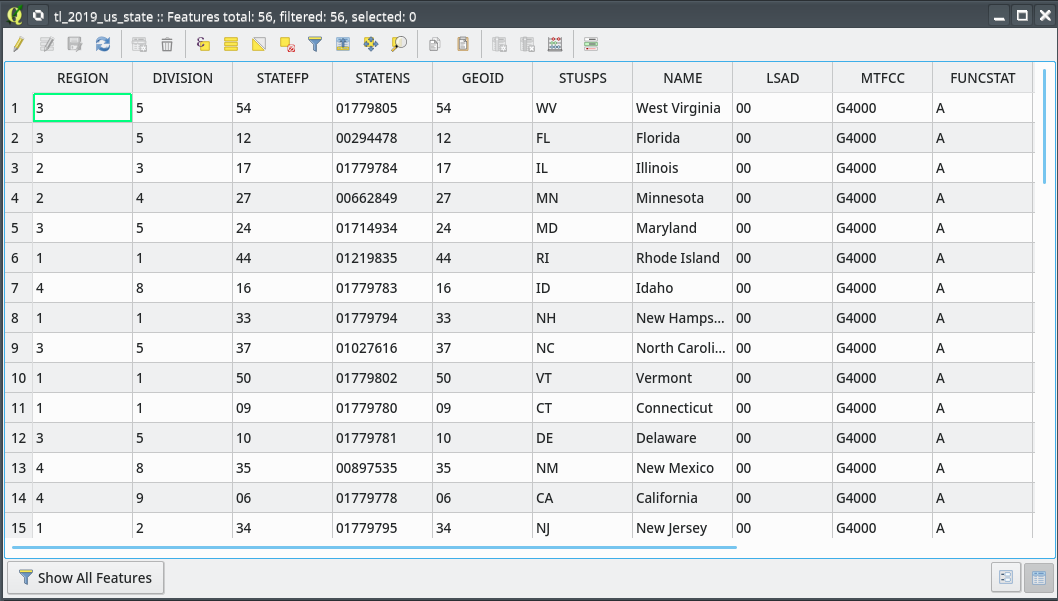 tl_2019_us_state :: Features total: 56, filtered: 56, selected: 0
REGION DIVISION STATEFP STATENS GEOID STUSPS NAME LSAD MTFCC FUNCSTAT
1 3 5 54 01779805 54 WV West Virginia 00 G4000 A
2 3 5 12 00294478 12 FL Florida 00 G4000 A
3 2 3 17 01779784 17 IL Illinois 00 G4000 A
4 2 4 27 00662849 27 MN Minnesota 00 G4000 A
5 3 5 24 01714934 24 MD Maryland 00 G4000 A
6 1 1 44 01219835 44 RI Rhode Island 00 G4000 A
7 4 8 16 01779783 16 ID Idaho 00 G4000 A
8 1 1 33 01779794 33 NH New Hamps... 00 G4000 A
9 3 5 37 01027616 37 NC North Caroli... 00 G4000 A
10 1 1 50 01779802 50 VT Vermont 00 G4000 A
11 1 1 09 01779780 09 CT Connecticut 00 G4000 A
12 3 5 10 01779781 10 DE Delaware 00 G4000 A
13 4 8 35 00897535 35 NM New Mexico 00 G4000 A
14 4 9 06 01779778 06 CA California 00 G4000 A
15 1 2 34 01779795 34 NJ New Jersey 00 G4000 A
Show All Features